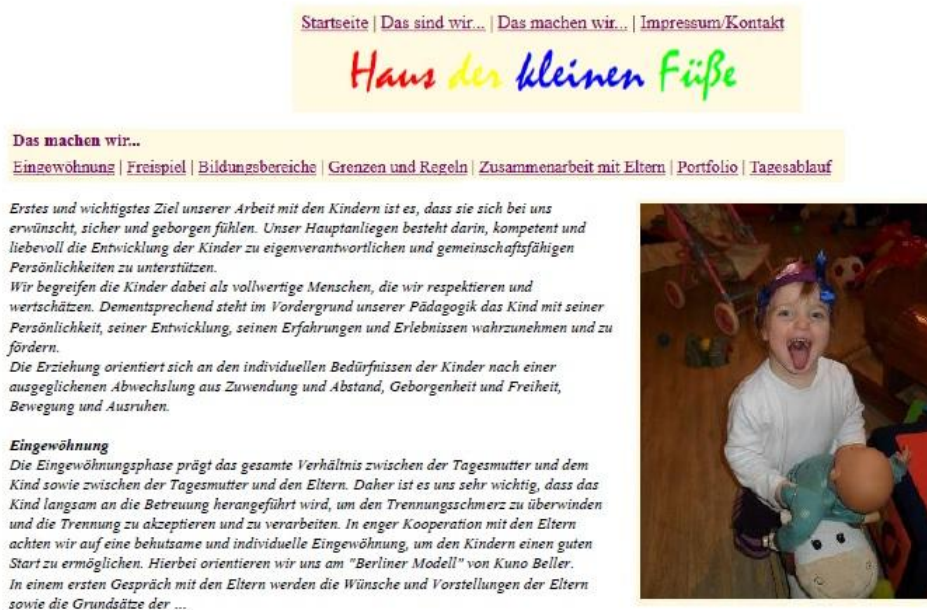 Startseite | Das sind wir... | Das machen wir... | Impressum/Kontakt
Haus der kleinen Füße
Das machen wir...
Eingewöhnung | Freispiel | Bildungsbereiche | Grenzen und Regeln | Zusammenarbeit mit Eltern | Portfolio | Tagesablauf
Erstes und wichtigstes Ziel unserer Arbeit mit den Kindern ist es, dass sie sich bei uns
erwünscht, sicher und geborgen fühlen. Unser Hauptanliegen besteht darin, kompetent und
liebevoll die Entwicklung der Kinder zu eigenverantwortlichen und gemeinschaftsfähigen
Persönlichkeiten zu unterstützen.
Wir begreifen die Kinder dabei als vollwertige Menschen, die wir respektieren und
wertschätzen. Dementsprechend steht im Vordergrund unserer Pädagogik das Kind mit seiner
Persönlichkeit, seiner Entwicklung, seinen Erfahrungen und Erlebnissen wahrzunehmen und zu
fördern.
Die Erziehung orientiert sich an den individuellen Bedürfnissen der Kinder nach einer
ausgeglichenen Abwechslung aus Zuwendung und Abstand, Geborgenheit und Freiheit,
Bewegung und Ausruhen.
Eingewöhnung
Die Eingewöhnungsphase prägt das gesamte Verhältnis zwischen der Tagesmutter und dem
Kind sowie zwischen der Tagesmutter und den Eltern. Daher ist es uns sehr wichtig, dass das
Kind langsam an die Betreuung herangeführt wird, um den Trennungsschmerz zu überwinden
und die Trennung zu akzeptieren und zu verarbeiten. In enger Kooperation mit den Eltern
achten wir auf eine behutsame und individuelle Eingewöhnung, um den Kindern einen guten
Start zu ermöglichen. Hierbei orientieren wir uns am "Berliner Modell" von Kuno Beller.
In einem ersten Gespräch mit den Eltern werden die Wünsche und Vorstellungen der Eltern
sowie die Grundsätze der ...